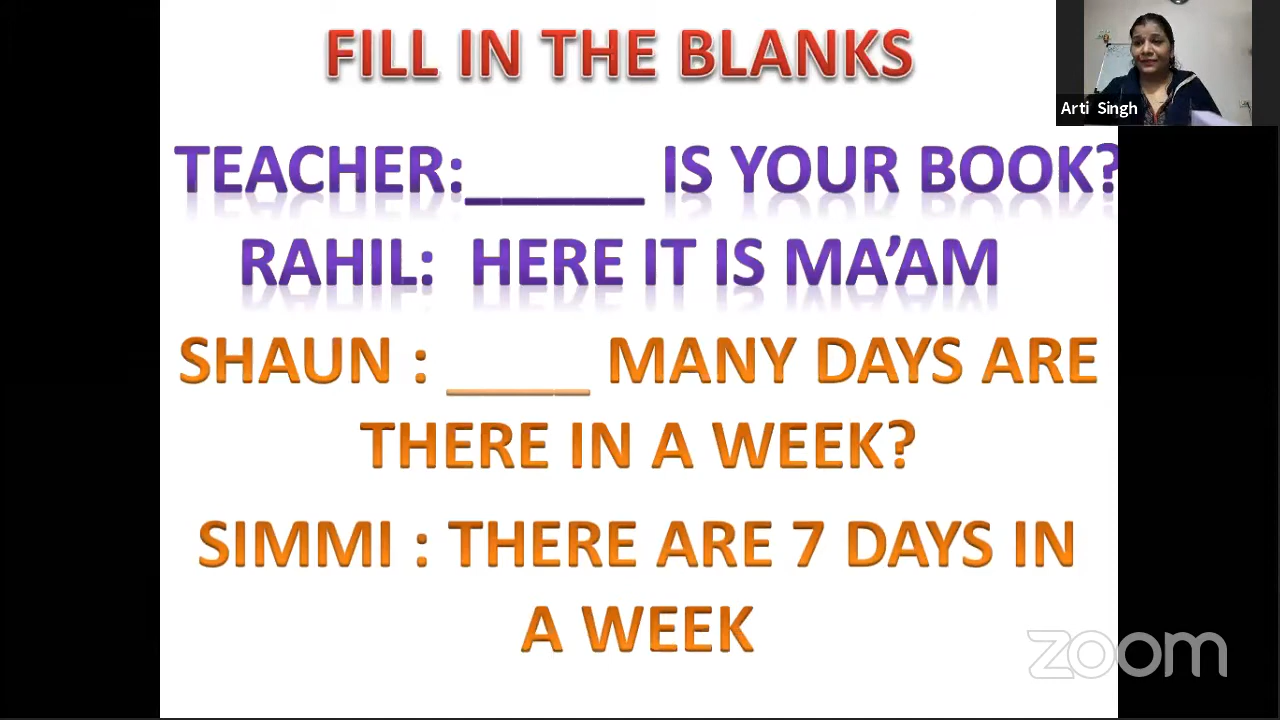 FILL IN THE BLANKS
Arti Singh
TEACHER:_____ IS YOUR BOOK?
RAHIL: HERE IT IS MA’AM
SHAUN : ____ MANY DAYS ARE
THERE IN A WEEK?
SIMMI : THERE ARE 7 DAYS IN
A WEEK
zoom